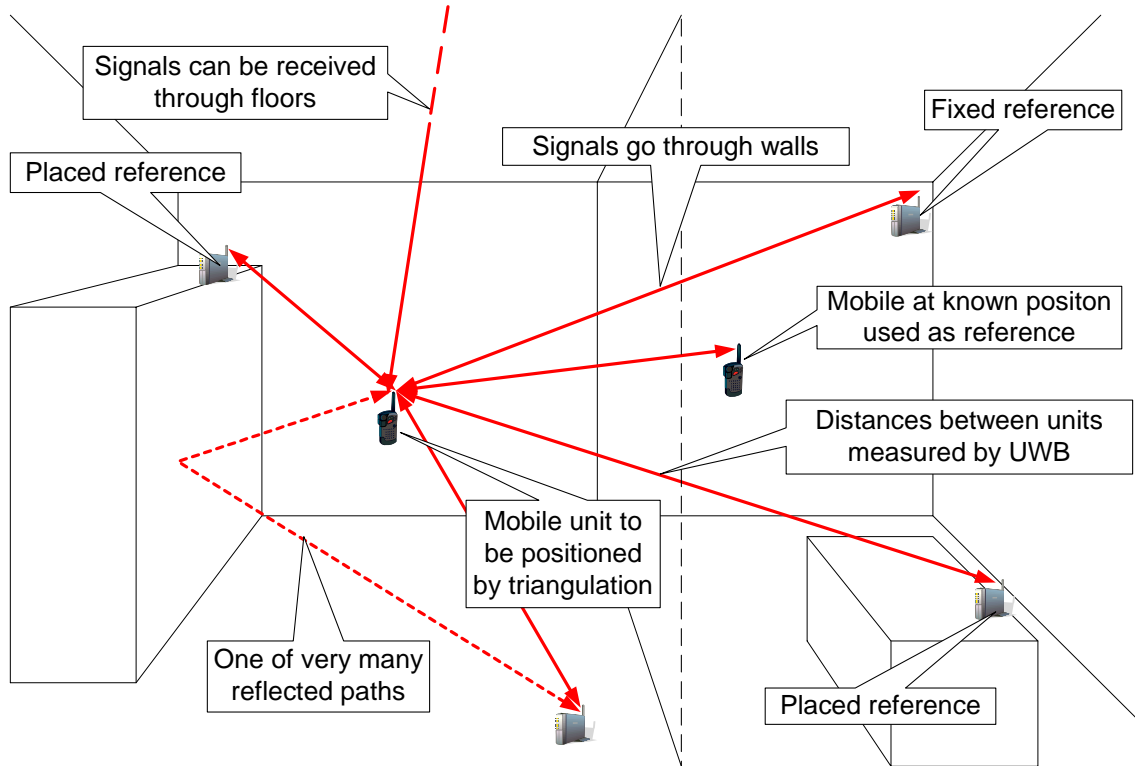 Signals can be received
through floors
Fixed reference
Signals go through walls
Placed reference
Mobile at known positon
used as reference
Distances between units
measured by UWB
Mobile unit to
be positioned
by triangulation
One of very many
reflected paths
Placed reference